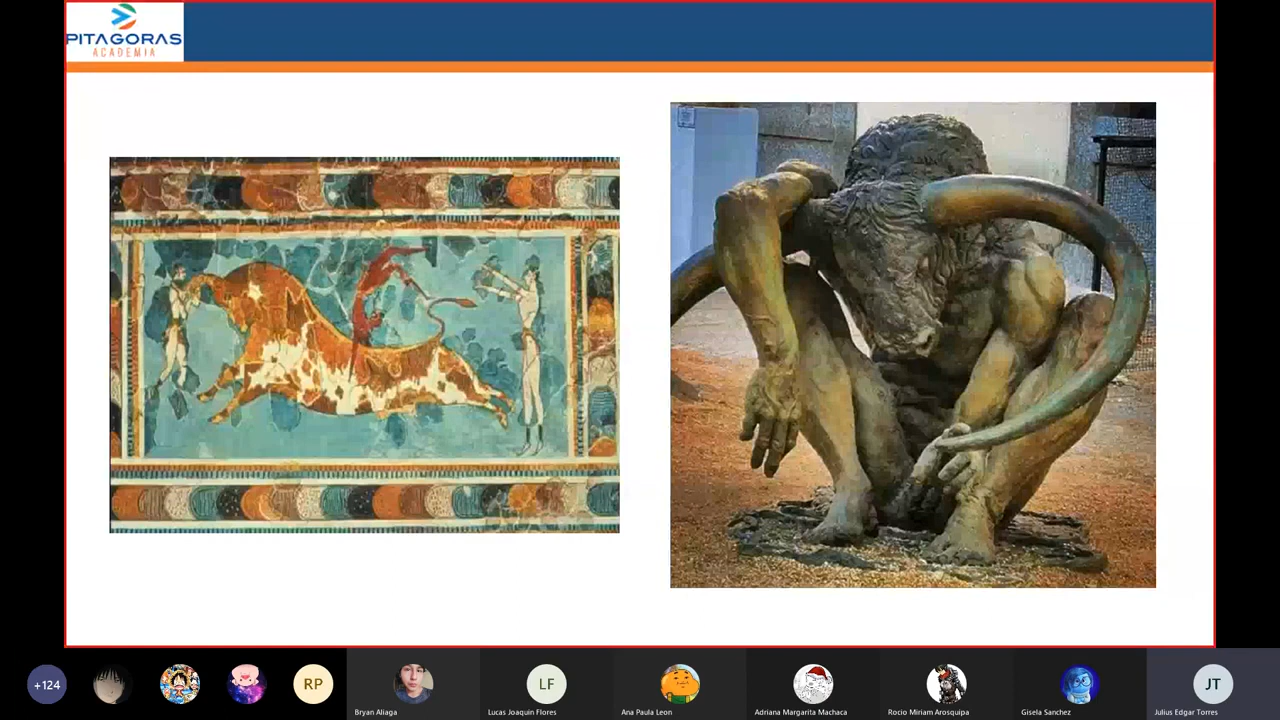 PITAGORAS
ACADEMIA
+124
RP
Bryan Aliaga
LF
Lucas Joaquin Flores
Ana Paula Leon
Adriana Margarita Machaca
Rocio Miriam Arosquipa
Gisela Sanchez
JT
Julius Edgar Torres